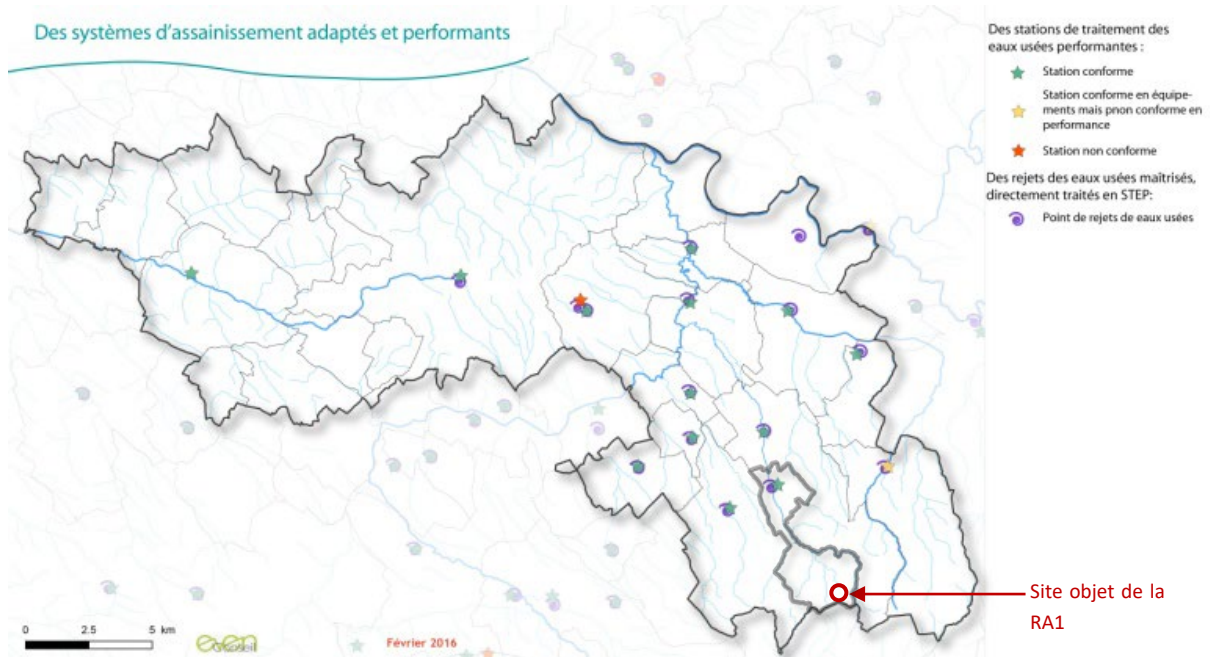 Des systèmes d'assainissement adaptés et performants
Des stations de traitement des
eaux usées performantes :
Station conforme
Station conforme en équipe-
ments mais pnon conforme en
performance
Station non conforme
Des rejets des eaux usées maîtrisés,
directement traités en STEP:
Point de rejets de eaux usées
Site objet de la
RA1
0 2.5 5 km
Février 2016